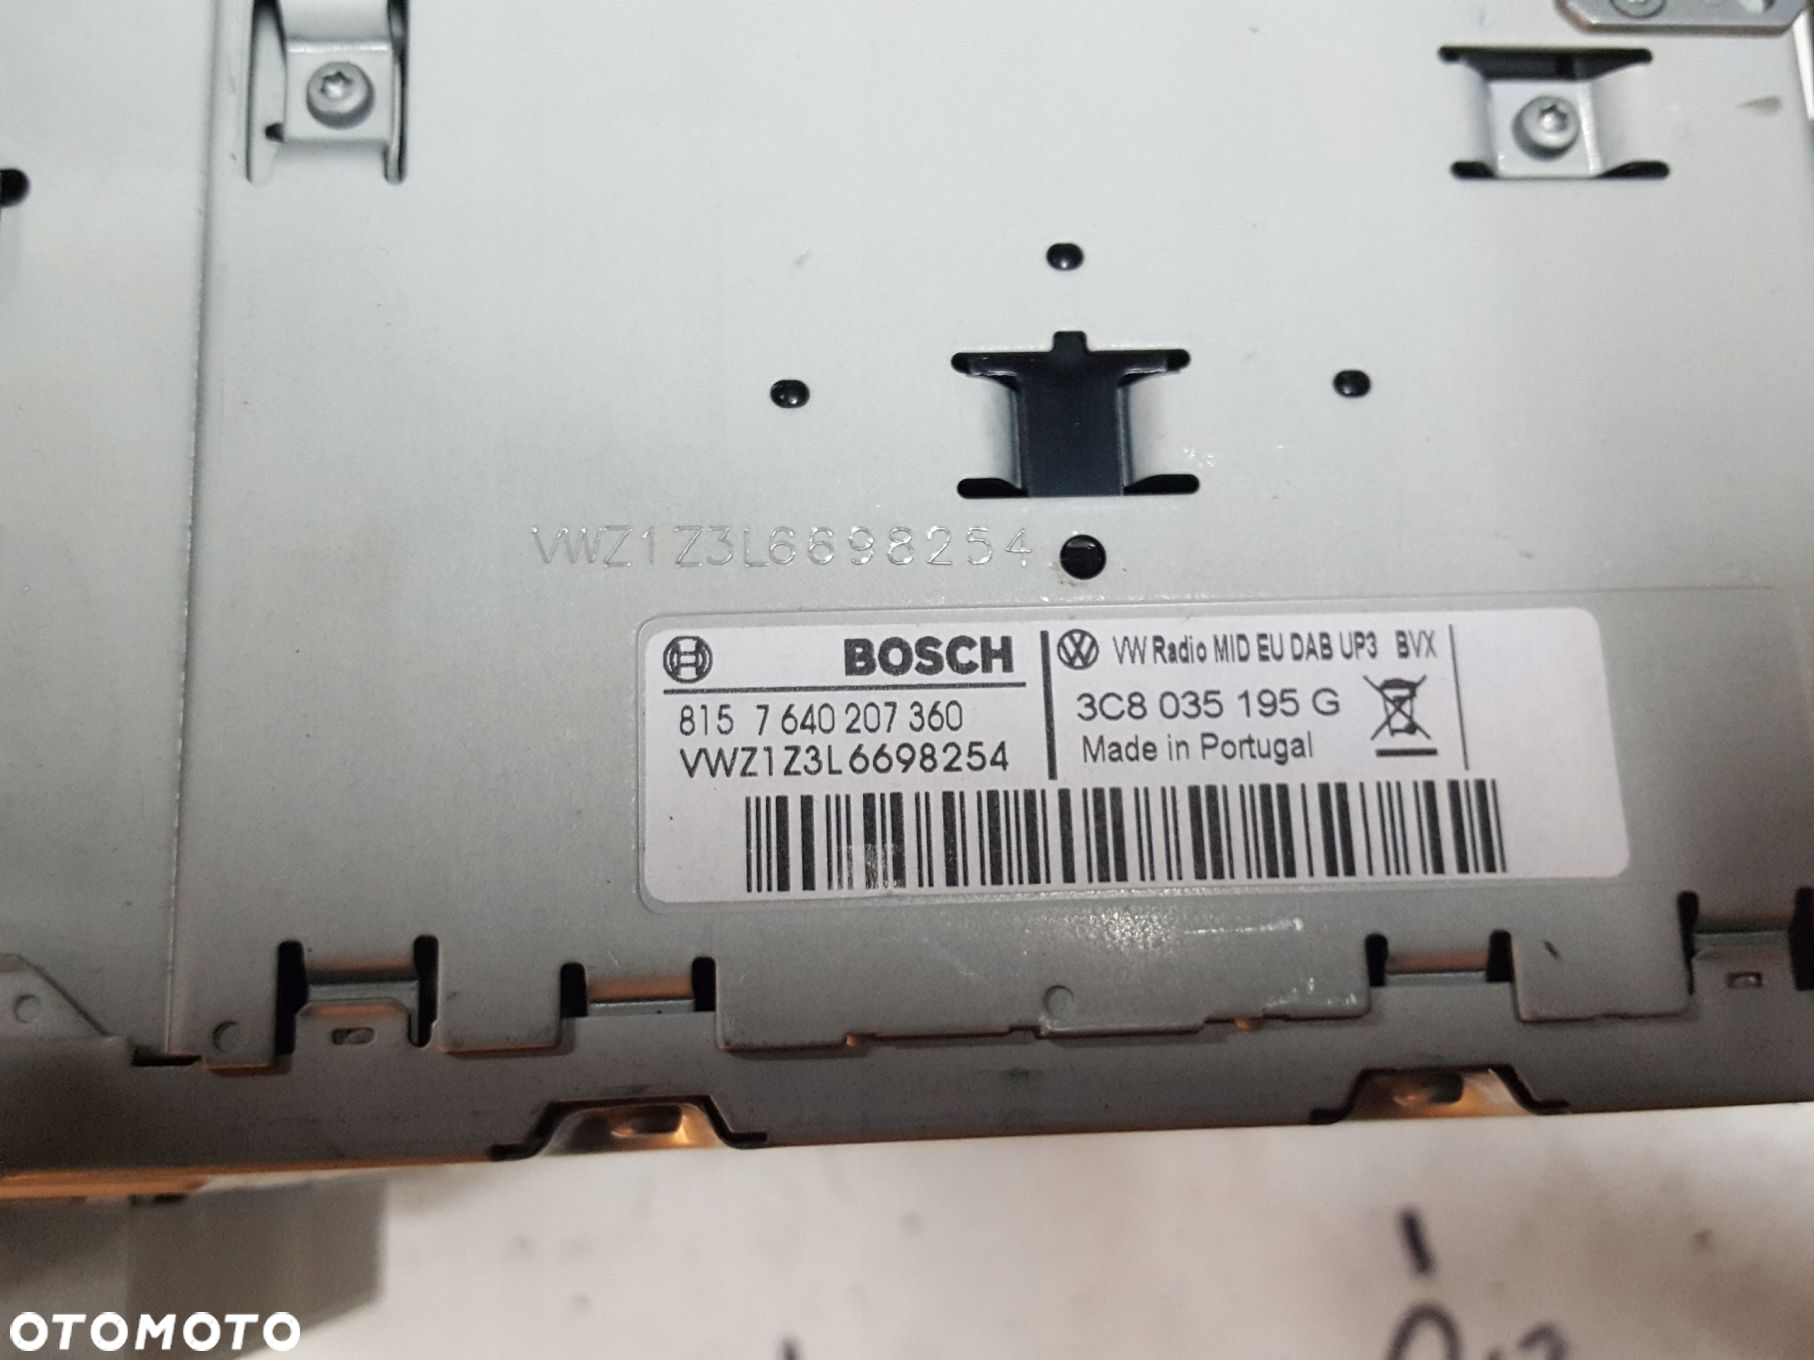 VWZ1Z3L6698254
BOSCH
815 7 640 207 360
VWZ1Z3L6698254
VW Radio MID EU DAB UP3 BVX
3C8 035 195 G
Made in Portugal
OTOMOTO